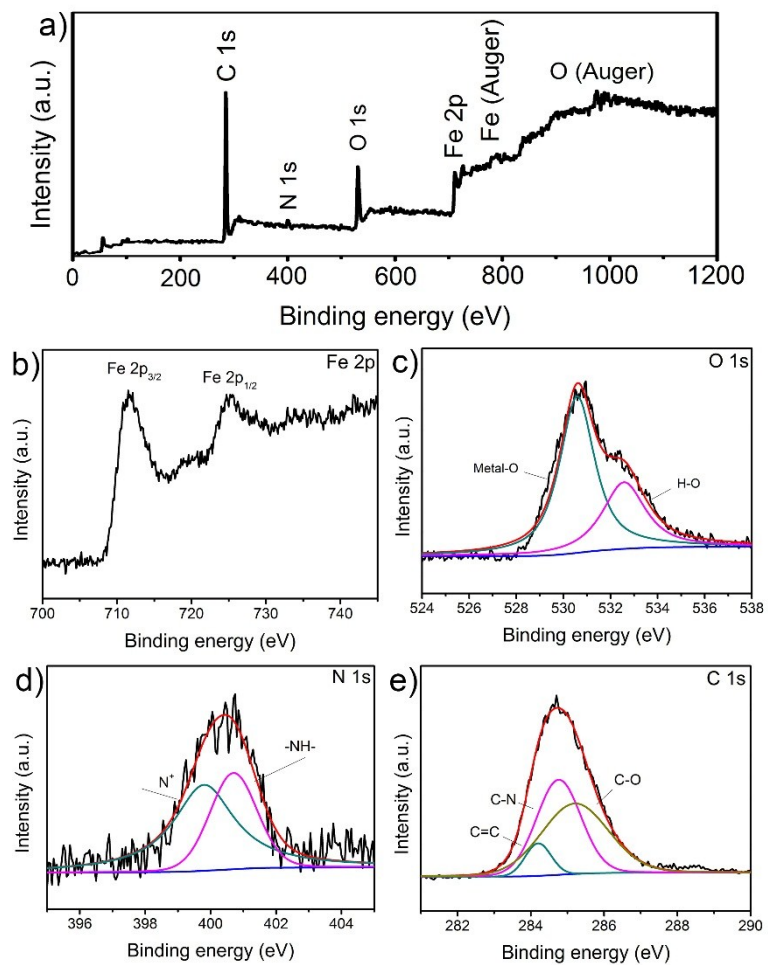 a)
Intensity (a.u.)
C 1s
N 1s
O 1s
Fe 2p
Fe (Auger)
O (Auger)
0 200 400 600 800 1000 1200
Binding energy (eV)
b)
Fe 2p
Fe 2p3/2
Fe 2p1/2
Intensity (a.u.)
700 710 720 730 740
Binding energy (eV)
c)
O 1s
Metal-O
H-O
Intensity (a.u.)
524 526 528 530 532 534 536 538
Binding energy (eV)
d)
N 1s
N+
-NH-
Intensity (a.u.)
396 398 400 402 404
Binding energy (eV)
e)
C 1s
C-N
C-O
C=C
Intensity (a.u.)
282 284 286 288 290
Binding energy (eV)